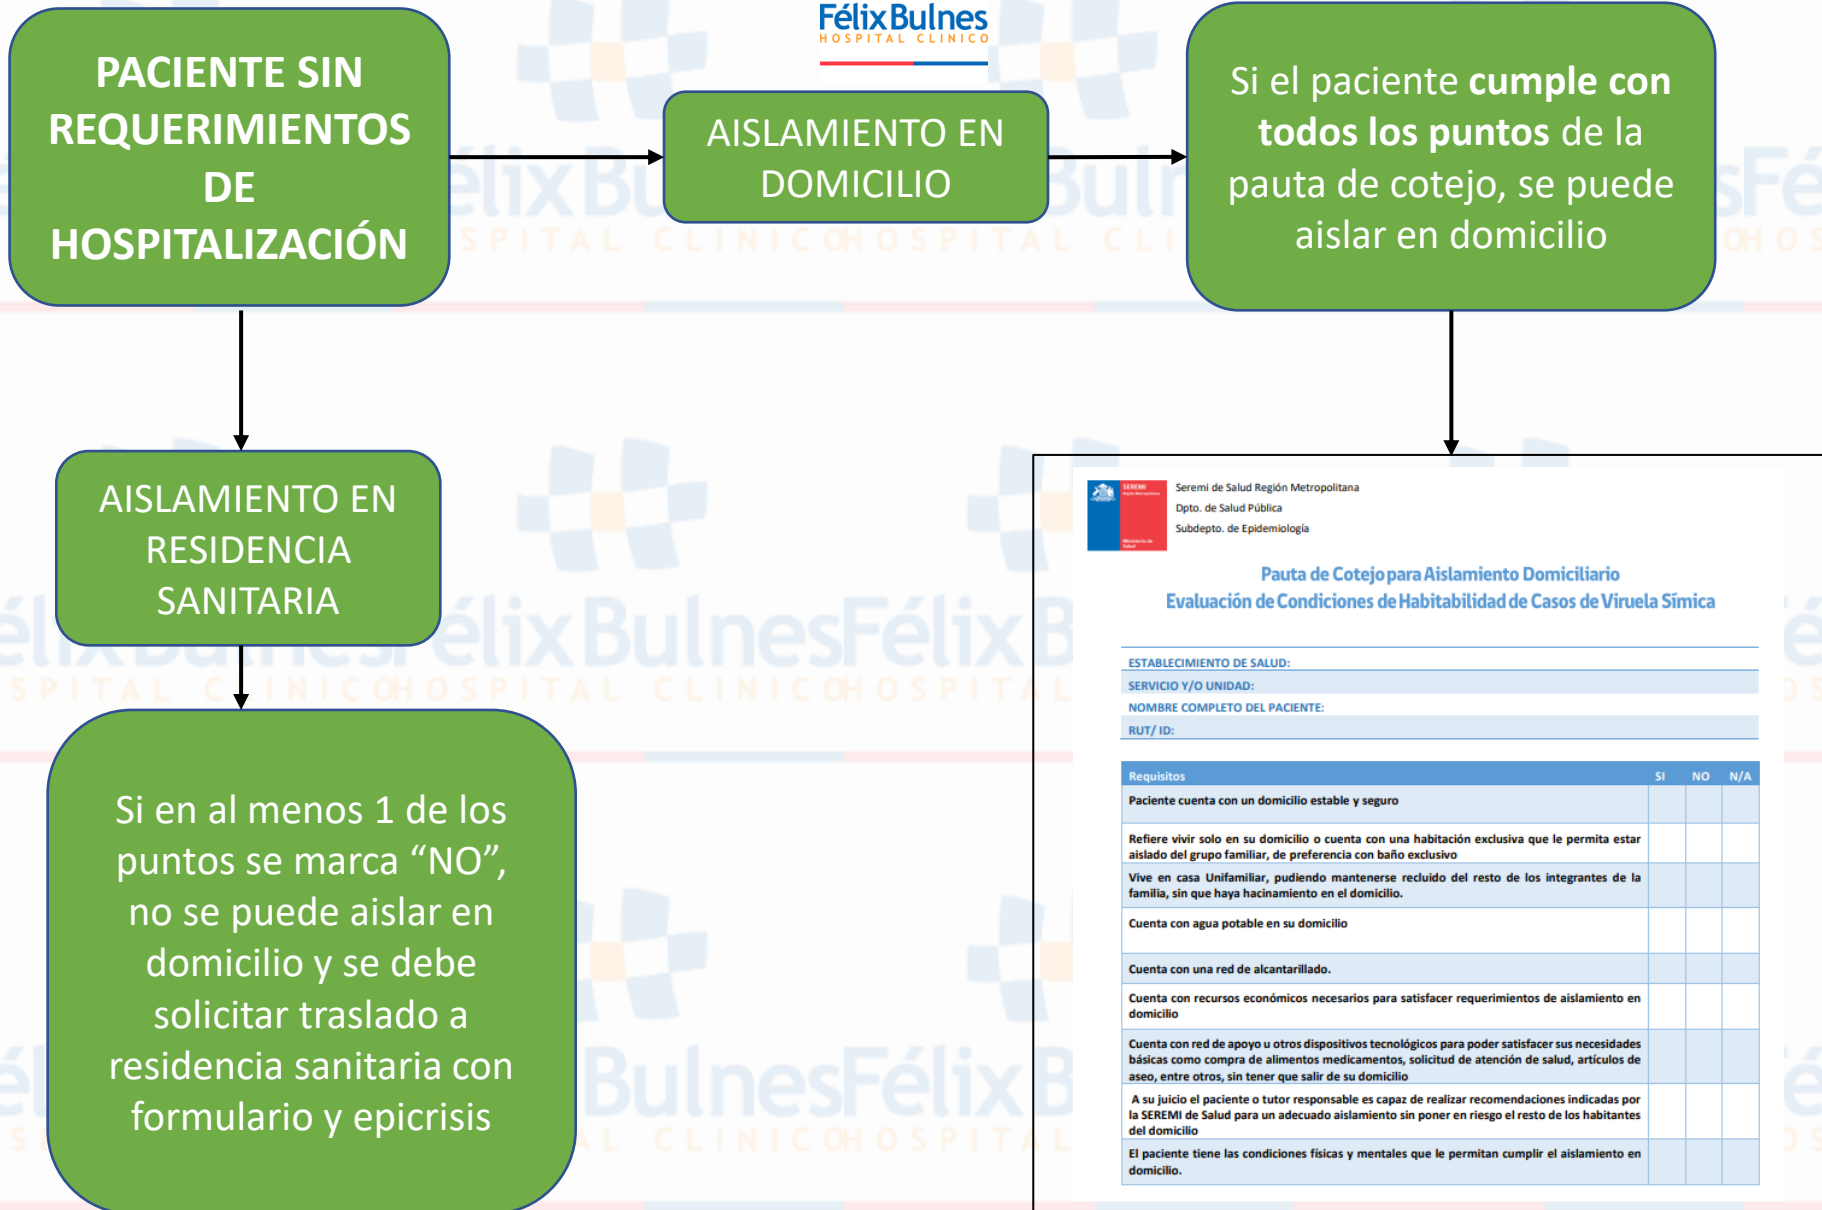 FélixBulnes
HOSPITAL CLINICO
PACIENTE SIN
REQUERIMIENTOS
DE
HOSPITALIZACIÓN
AISLAMIENTO EN
DOMICILIO
Si el paciente cumple con
todos los puntos de la
pauta de cotejo, se puede
aislar en domicilio
AISLAMIENTO EN
RESIDENCIA
SANITARIA
Si en al menos 1 de los
puntos se marca “NO”,
no se puede aislar en
domicilio y se debe
solicitar traslado a
residencia sanitaria con
formulario y epicrisis
SEREMI
Región Metropolitana
Ministerio de
Salud
Seremi de Salud Región Metropolitana
Dpto. de Salud Pública
Subdepto. de Epidemiología
Pauta de Cotejo para Aislamiento Domiciliario
Evaluación de Condiciones de Habitabilidad de Casos de Viruela Símica
ESTABLECIMIENTO DE SALUD:
SERVICIO Y/O UNIDAD:
NOMBRE COMPLETO DEL PACIENTE:
RUT/ ID:
Requisitos SI NO N/A
Paciente cuenta con un domicilio estable y seguro
Refiere vivir solo en su domicilio o cuenta con una habitación exclusiva que le permita estar
aislado del grupo familiar, de preferencia con baño exclusivo
Vive en casa Unifamiliar, pudiendo mantenerse recluido del resto de los integrantes de la
familia, sin que haya hacinamiento en el domicilio.
Cuenta con agua potable en su domicilio
Cuenta con una red de alcantarillado.
Cuenta con recursos económicos necesarios para satisfacer requerimientos de aislamiento en
domicilio
Cuenta con red de apoyo u otros dispositivos tecnológicos para poder satisfacer sus necesidades
básicas como compra de alimentos medicamentos, solicitud de atención de salud, artículos de
aseo, entre otros, sin tener que salir de su domicilio
A su juicio el paciente o tutor responsable es capaz de realizar recomendaciones indicadas por
la SEREMI de Salud para un adecuado aislamiento sin poner en riesgo el resto de los habitantes
del domicilio
El paciente tiene las condiciones físicas y mentales que le permitan cumplir el aislamiento en
domicilio.